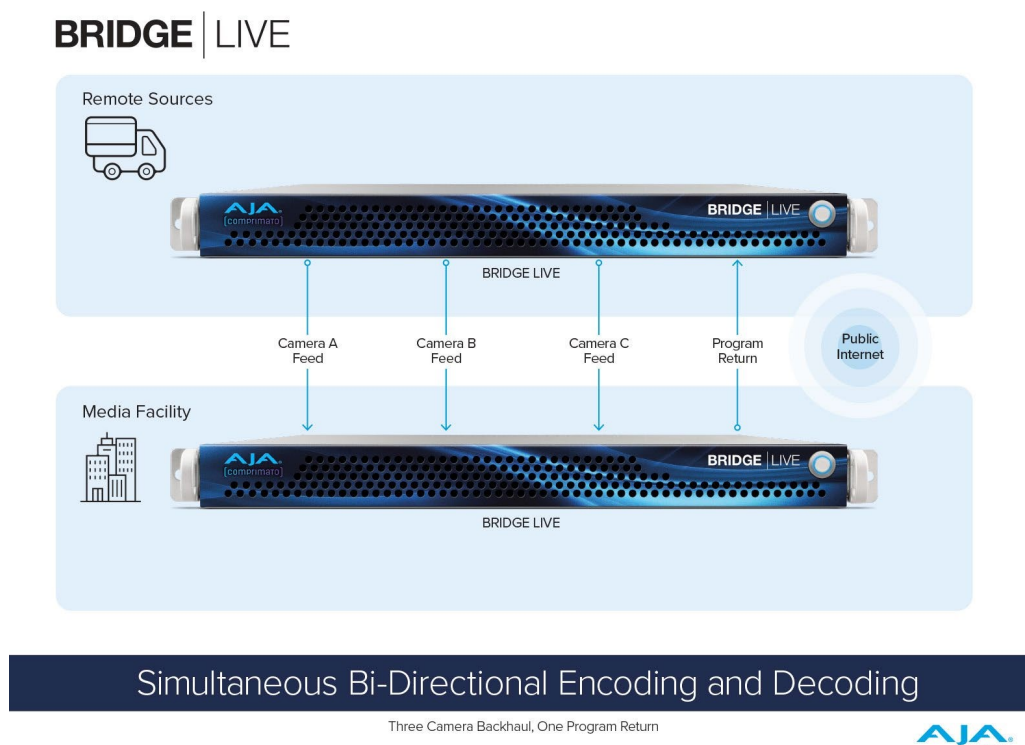 BRIDGE | LIVE
Remote Sources
AJA.
[comprimato]
BRIDGE | LIVE
BRIDGE LIVE
Camera A
Feed
Camera B
Feed
Camera C
Feed
Program
Return
Public
Internet
Media Facility
AJA.
[comprimato]
BRIDGE | LIVE
BRIDGE LIVE
Simultaneous Bi-Directional Encoding and Decoding
Three Camera Backhaul, One Program Return
AJA.